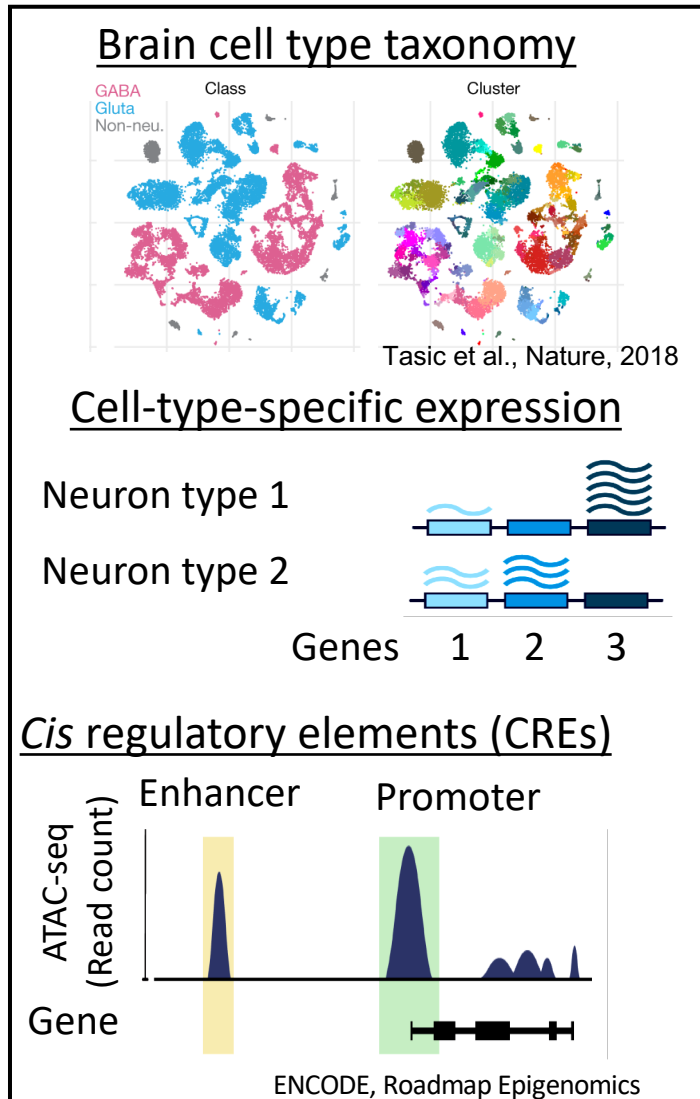 Brain cell type taxonomy
GABA
Gluta
Non-neu.
Class
Cluster
Tasic et al., Nature, 2018
Cell-type-specific expression
Neuron type 1
Neuron type 2
Genes 1 2 3
Cis regulatory elements (CREs)
Enhancer Promoter
ATAC-seq
(Read count)
Gene
ENCODE, Roadmap Epigenomics